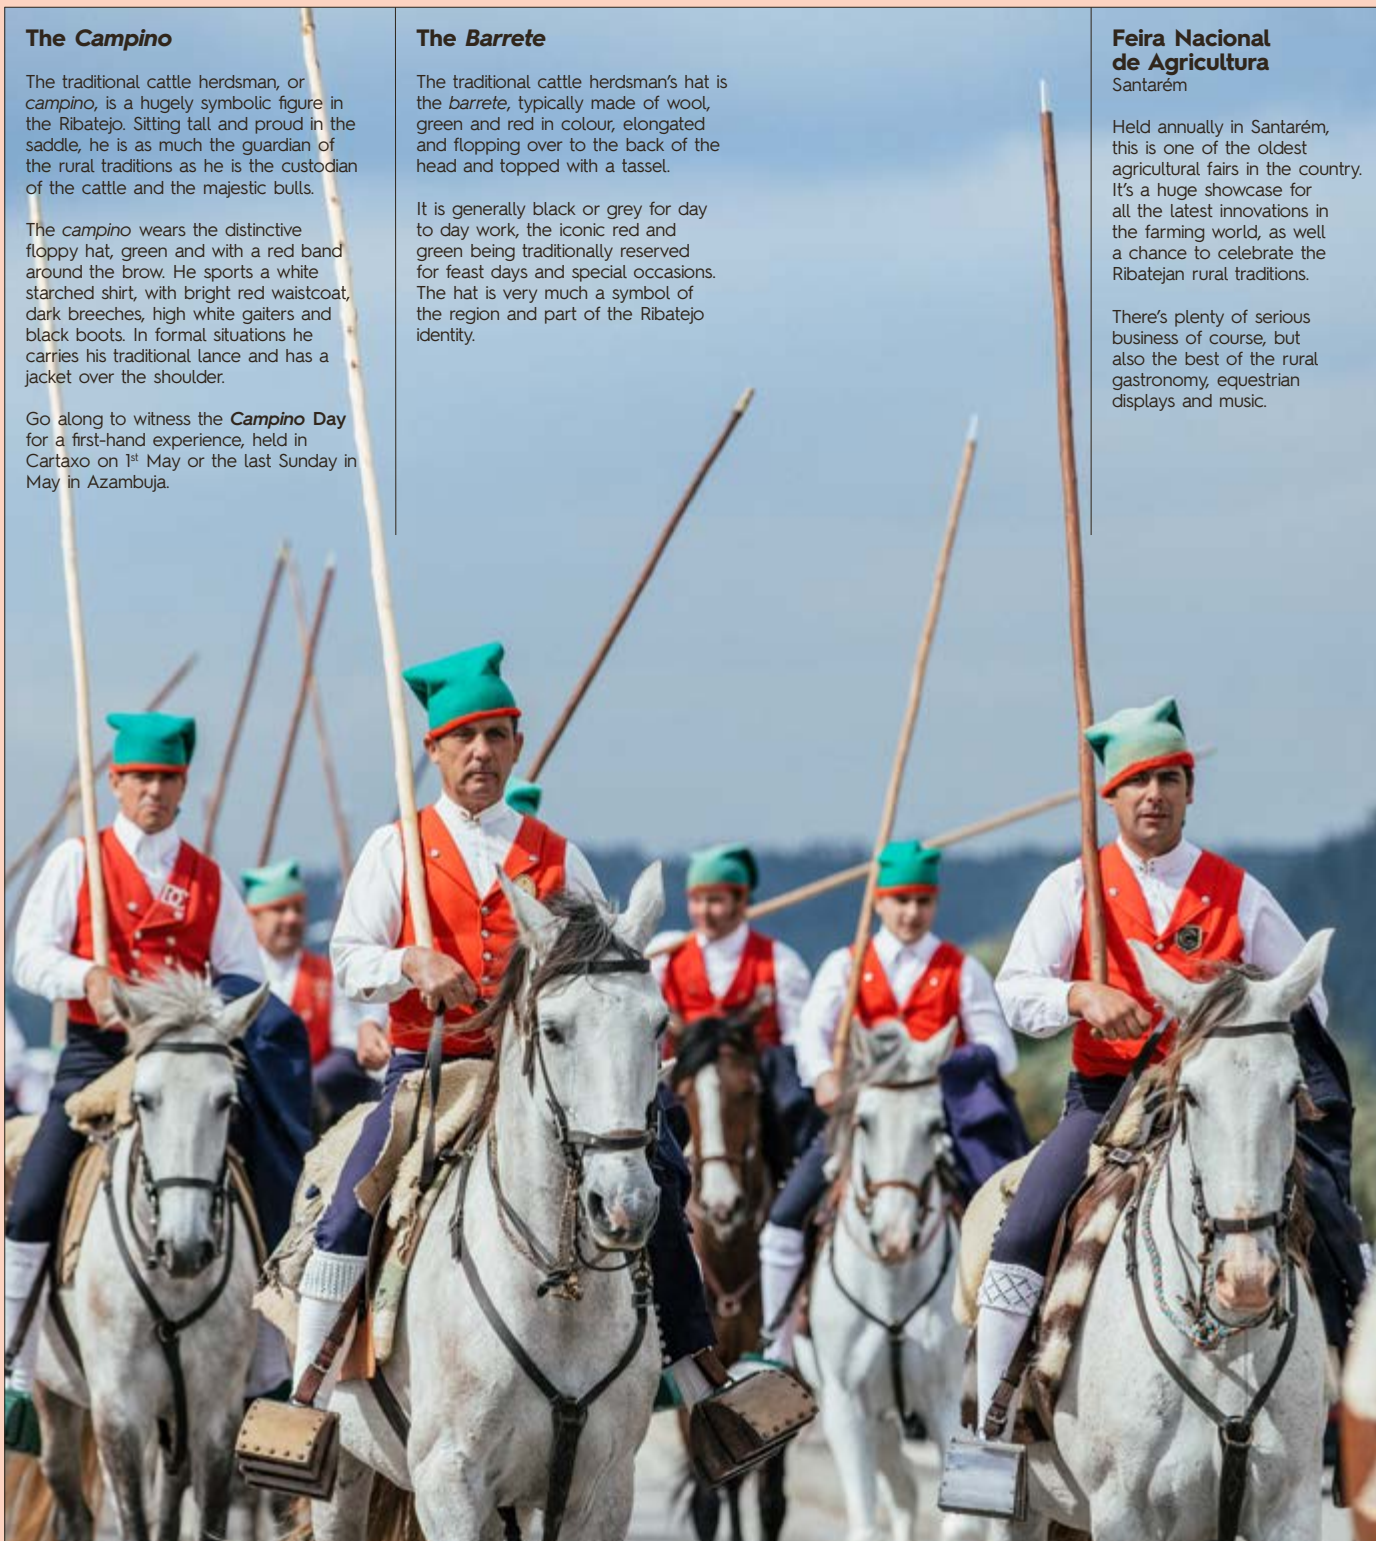 The Campino
The traditional cattle herdsman, or
campino, is a hugely symbolic figure in
the Ribatejo. Sitting tall and proud in the
saddle, he is as much the guardian of
the rural traditions as he is the custodian
of the cattle and the majestic bulls.
The campino wears the distinctive
floppy hat, green and with a red band
around the brow. He sports a white
starched shirt, with bright red waistcoat,
dark breeches, high white gaiters and
black boots. In formal situations he
carries his traditional lance and has a
jacket over the shoulder.
Go along to witness the Campino Day
for a first-hand experience, held in
Cartaxo on 1st May or the last Sunday in
May in Azambuja.
The Barrete
The traditional cattle herdsman's hat is
the barrete, typically made of wool,
green and red in colour, elongated
and flopping over to the back of the
head and topped with a tassel.
It is generally black or grey for day
to day work, the iconic red and
green being traditionally reserved
for feast days and special occasions.
The hat is very much a symbol of
the region and part of the Ribatejo
identity.
Feira Nacional
de Agricultura
Santarém
Held annually in Santarém,
this is one of the oldest
agricultural fairs in the country.
It's a huge showcase for
all the latest innovations in
the farming world, as well
a chance to celebrate the
Ribatejan rural traditions.
There's plenty of serious
business of course, but
also the best of the rural
gastronomy, equestrian
displays and music.